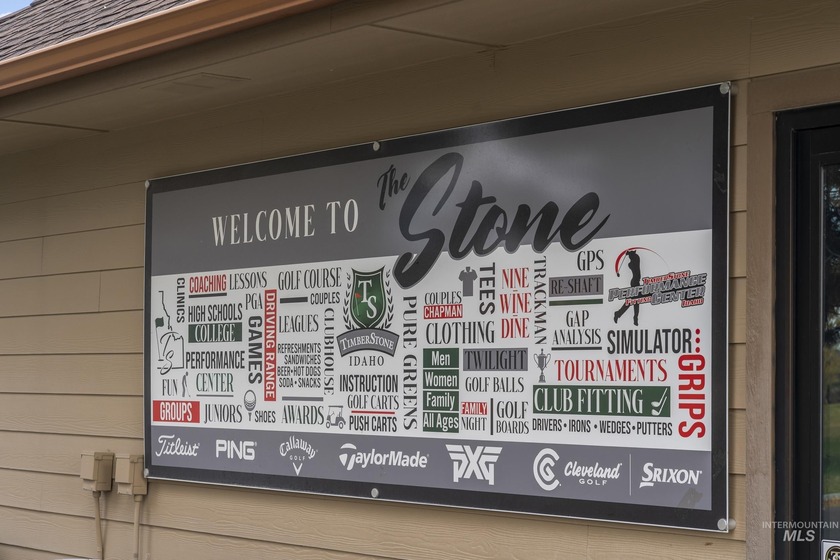 WELCOME TO The Stone
CLINICS
COACHING LESSONS
HIGH SCHOOLS
COLLEGE
PERFORMANCE
CENTER
FUN
GROUPS
JUNIORS
PGA
GAMES
DRIVING RANGE
SHOES
GOLF COURSE
COUPLES
LEAGUES
CLUBHOUSE
REFRESHMENTS
SANDWICHES
BEER • HOT DOGS
SODA • SNACKS
AWARDS
TS
TIMBERSTONE
IDAHO
INSTRUCTION
GOLF CARTS
PUSH CARTS
PURE GREENS
COUPLES
CHAPMAN
TEES
CLOTHING
NINE
WINE
DINE
Men
Women
Family
All Ages
TWILIGHT
GOLF BALLS
FAMILY
NIGHT
GOLF
BOARDS
TRACKMAN
GPS
RE-SHAFT
GAP
ANALYSIS
TIMBERSTONE
PERFORMANCE
FITTING CENTER
IDAHO
SIMULATOR
TOURNAMENTS
CLUB FITTING
DRIVERS • IRONS • WEDGES • PUTTERS
GRIPS
Titleist
PING
Callaway
GOLF
TaylorMade
PXG
Cleveland
GOLF
SRIXON
INTERMOUNTAIN
MLS